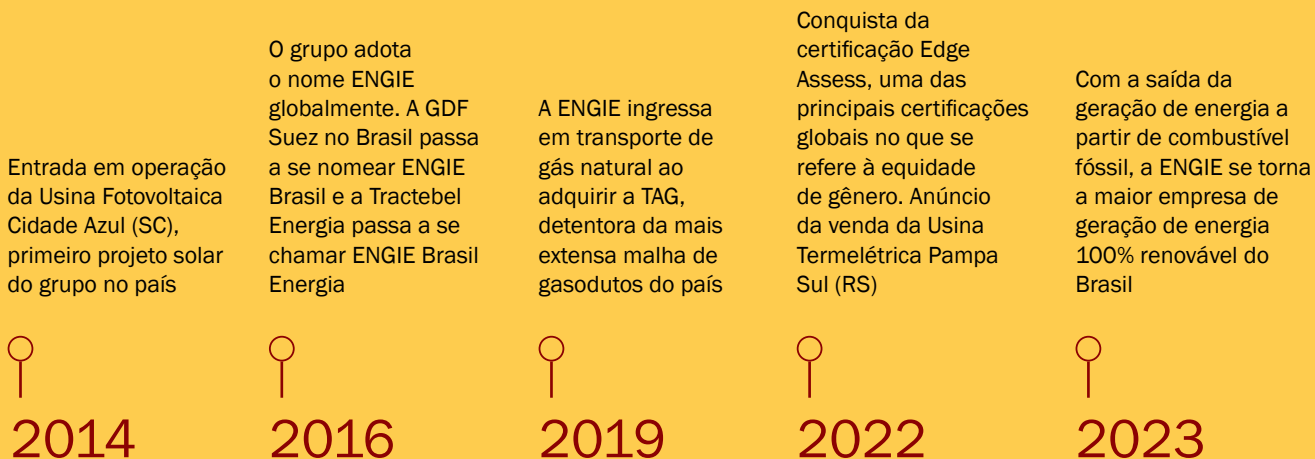 Entrada em operação
da Usina Fotovoltaica
Cidade Azul (SC),
primeiro projeto solar
do grupo no país
2014
O grupo adota
o nome ENGIE
globalmente. A GDF
Suez no Brasil passa
a se nomear ENGIE
Brasil e a Tractebel
Energia passa a se
chamar ENGIE Brasil
Energia
2016
A ENGIE ingressa
em transporte de
gás natural ao
adquirir a TAG,
detentora da mais
extensa malha de
gasodutos do país
2019
Conquista da
certificação Edge
Assess, uma das
principais certificações
globais no que se
refere à equidade
de gênero. Anúncio
da venda da Usina
Termelétrica Pampa
Sul (RS)
2022
Com a saída da
geração de energia a
partir de combustível
fóssil, a ENGIE se torna
a maior empresa de
geração de energia
100% renovável do
Brasil
2023